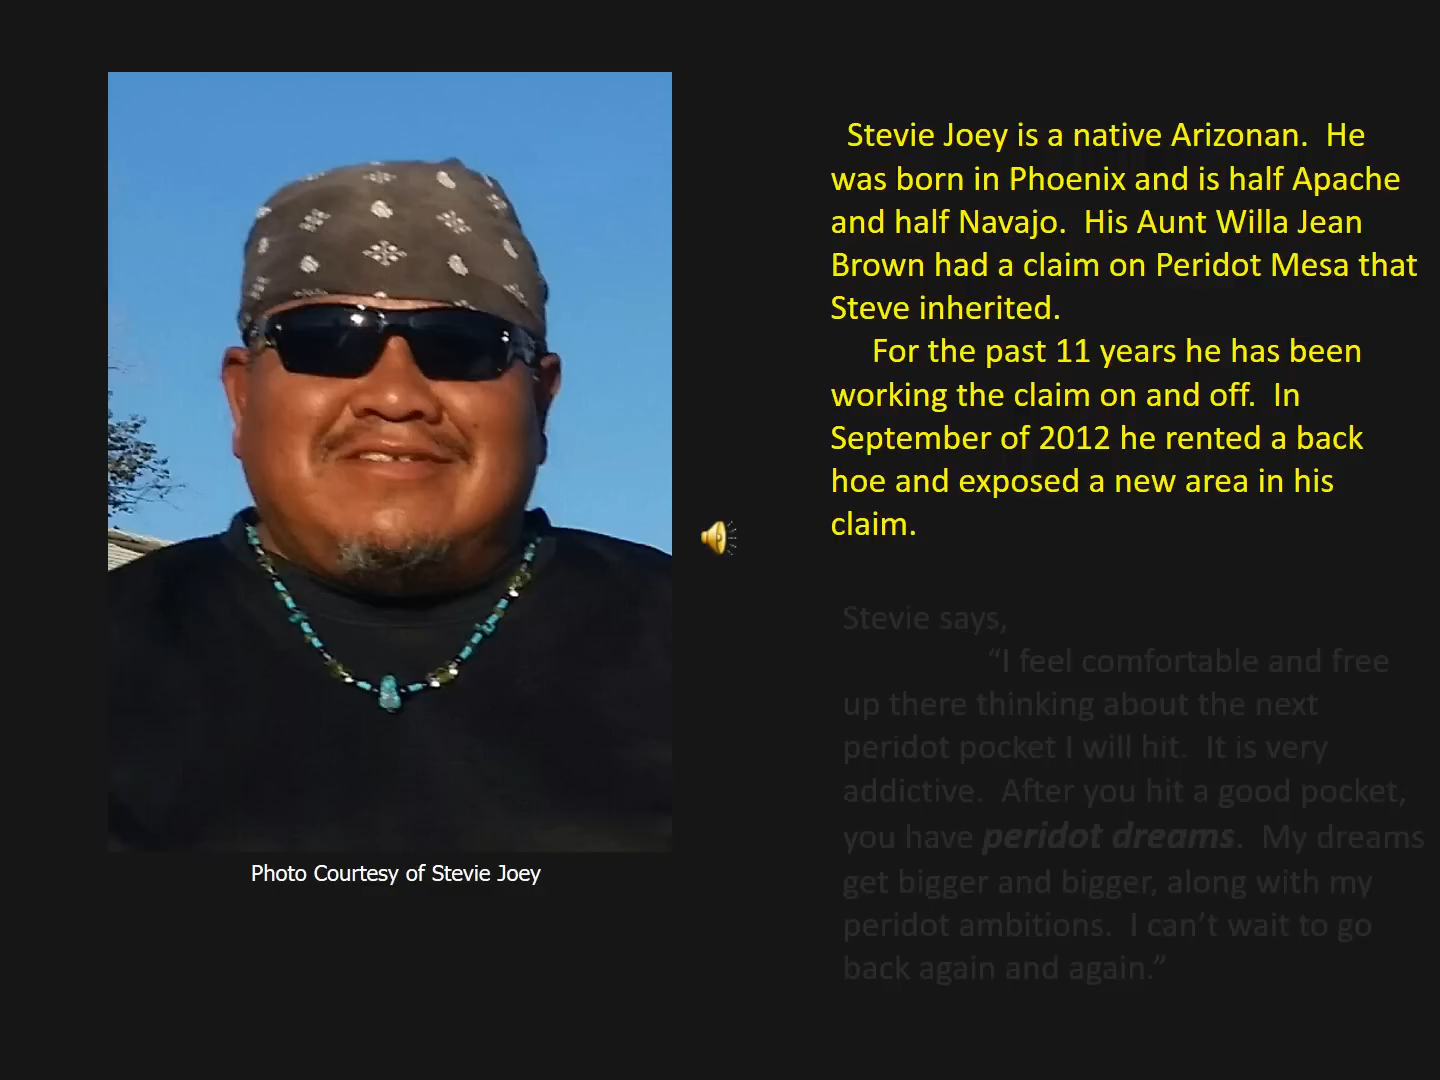 Stevie Joey is a native Arizonan. He
was born in Phoenix and is half Apache
and half Navajo. His Aunt Willa Jean
Brown had a claim on Peridot Mesa that
Steve inherited.
For the past 11 years he has been
working the claim on and off. In
September of 2012 he rented a back
hoe and exposed a new area in his
claim.
Stevie says,
“I feel comfortable and free
up there thinking about the next
peridot pocket I will hit. It is very
addictive. After you hit a good pocket,
you have peridot dreams. My dreams
get bigger and bigger, along with my
peridot ambitions. I can’t wait to go
back again and again.”
Photo Courtesy of Stevie Joey